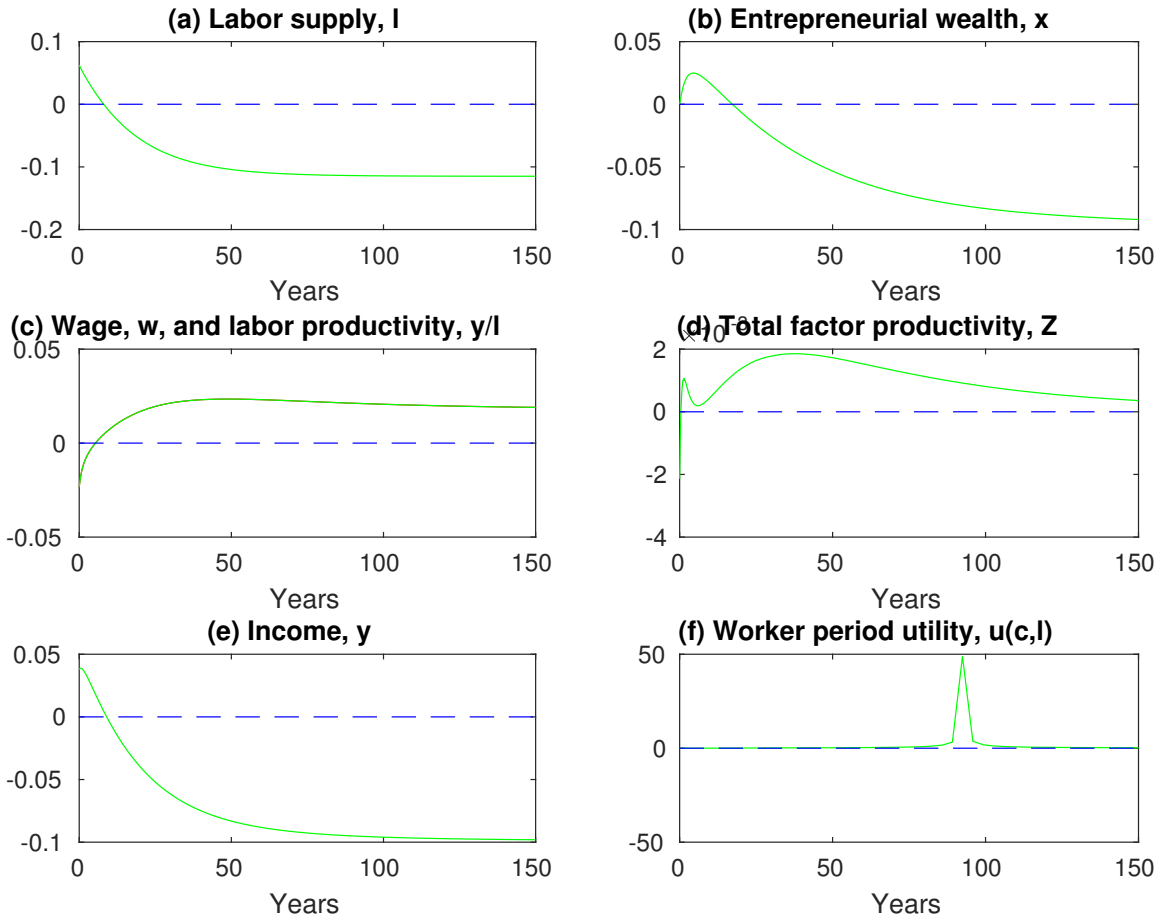 (a) Labor supply, l
0.1
0
-0.1
-0.2
0 50 100 150
Years
(b) Entrepreneurial wealth, x
0.05
0
-0.05
-0.1
0 50 100 150
Years
(c) Wage, w, and labor productivity, y/l
0.05
0
-0.05
0 50 100 150
Years
(d) Total factor productivity, Z
2
0
-2
-4
0 50 100 150
Years
(e) Income, y
0.05
0
-0.05
-0.1
0 50 100 150
Years
(f) Worker period utility, u(c,l)
50
0
-50
0 50 100 150
Years